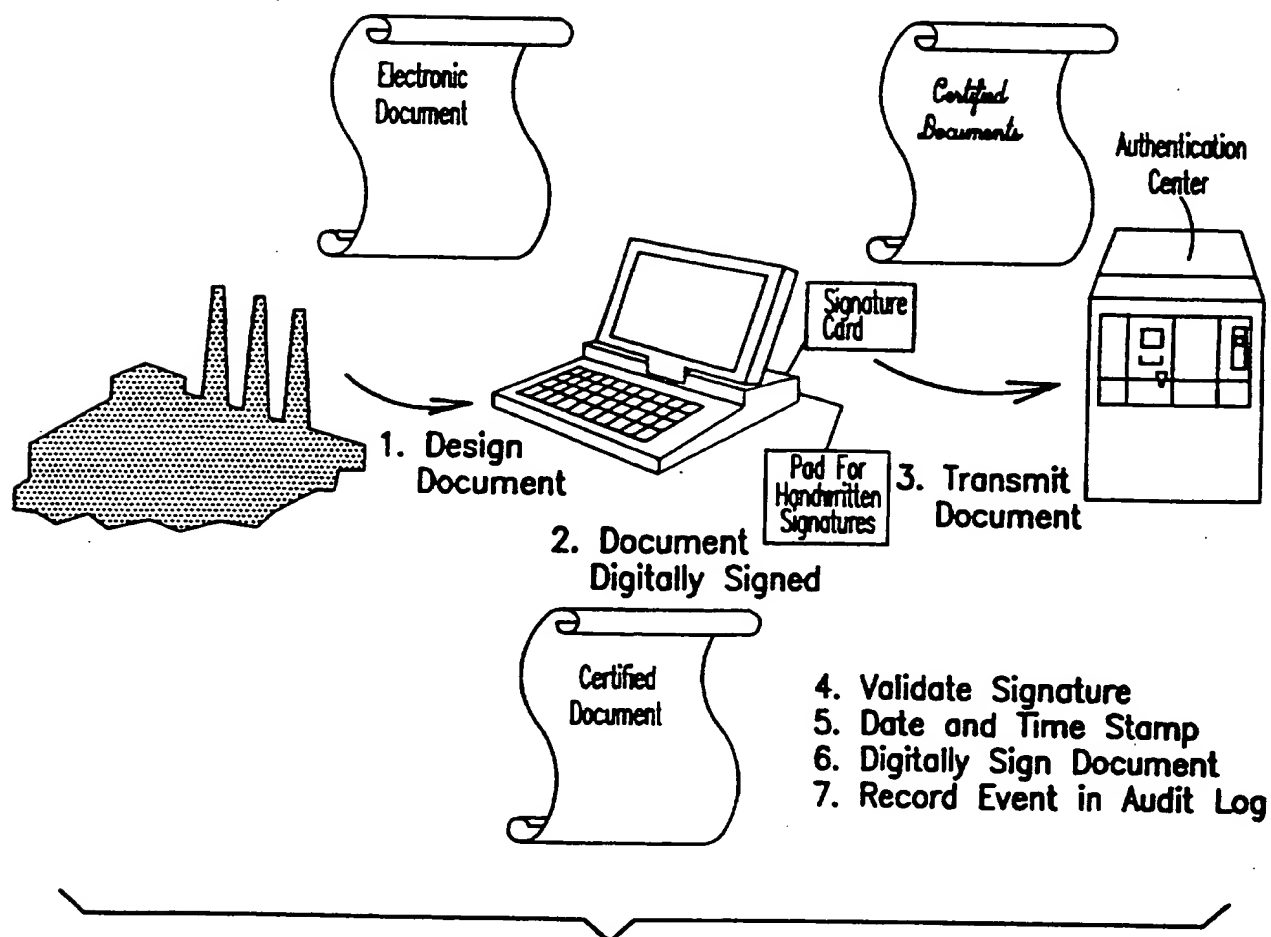 Electronic
Document
Certified
Documents
Authentication
Center
Signature
Card
1. Design
Document
Pad For
Handwritten
Signatures
3. Transmit
Document
2. Document
Digitally Signed
Certified
Document
4. Validate Signature
5. Date and Time Stamp
6. Digitally Sign Document
7. Record Event in Audit Log